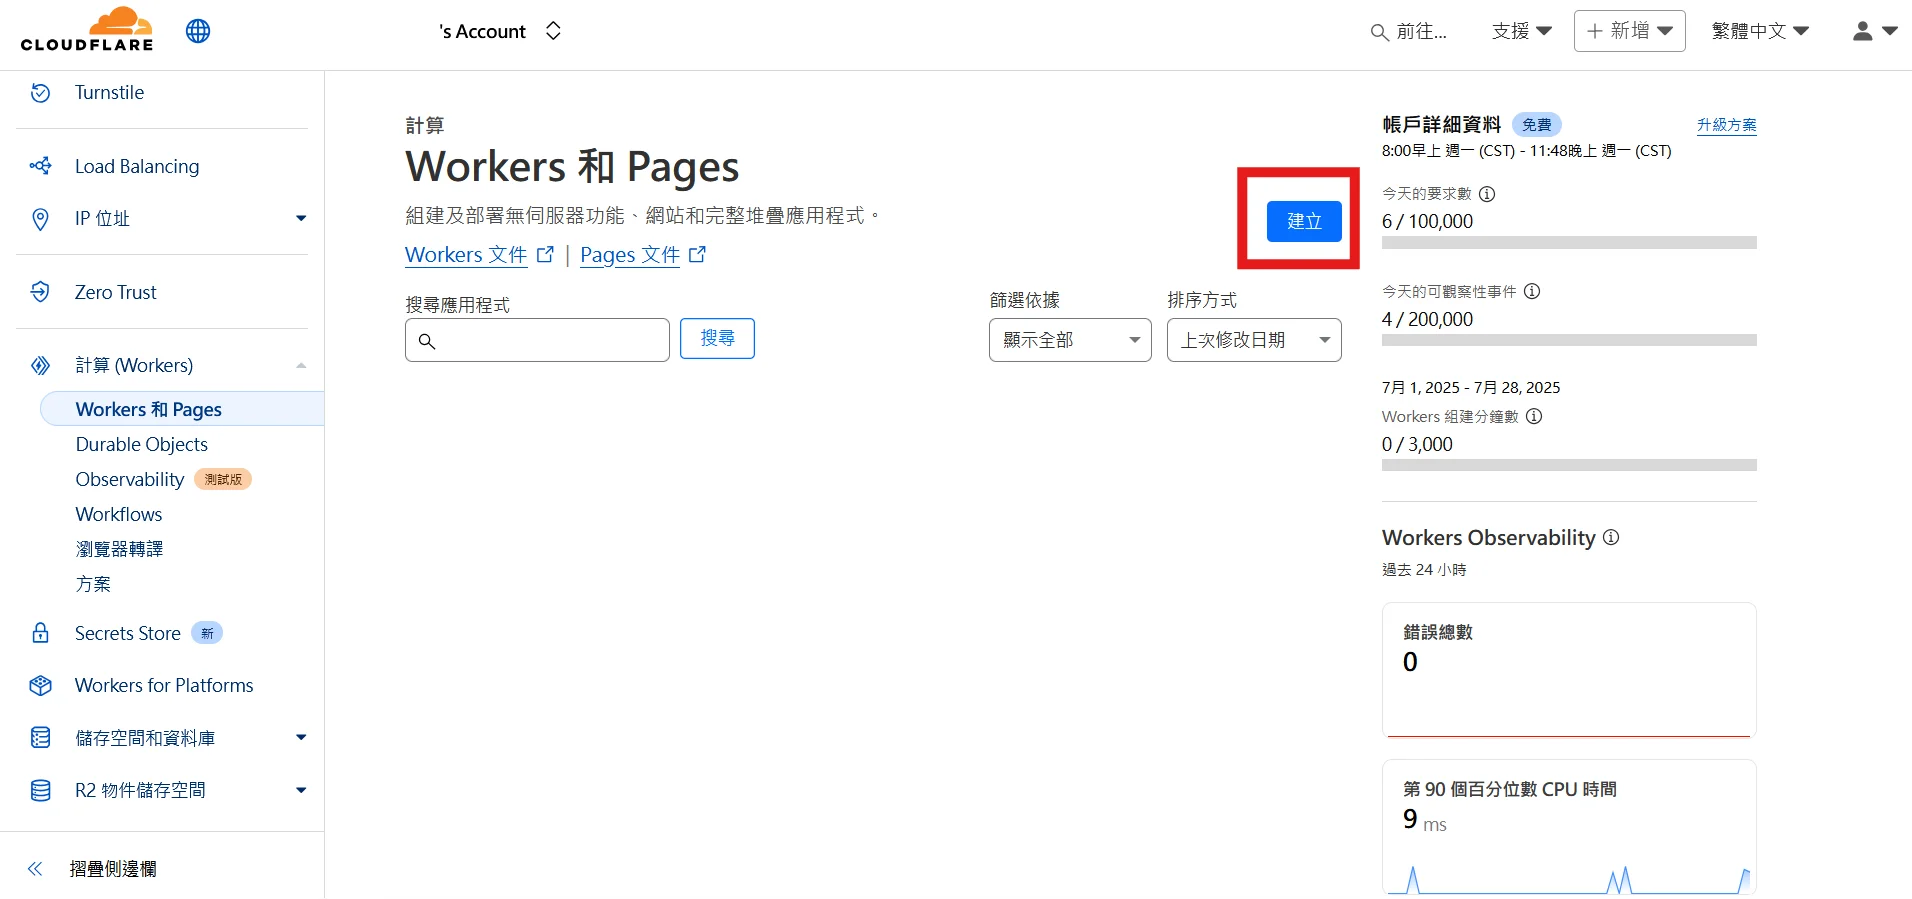 CLOUDFLARE
's Account
前往...
支援
新增
繁體中文
Turnstile
Load Balancing
IP 位址
Zero Trust
計算 (Workers)
Workers 和 Pages
Durable Objects
Observability 測試版
Workflows
瀏覽器轉譯
方案
Secrets Store 新
Workers for Platforms
儲存空間和資料庫
R2 物件儲存空間
摺疊側邊欄
計算
Workers 和 Pages
組建及部署無伺服器功能、網站和完整堆疊應用程式。
Workers 文件 | Pages 文件
建立
搜尋應用程式
搜尋
篩選依據
顯示全部
排序方式
上次修改日期
帳戶詳細資料 免費 升級方案
8:00早上 週一 (CST) - 11:48晚上 週一 (CST)
今天的要求數
6 / 100,000
今天的可觀察性事件
4 / 200,000
7月 1, 2025 - 7月 28, 2025
Workers 組建分鐘數
0 / 3,000
Workers Observability
過去 24 小時
錯誤總數
0
第 90 個百分位數 CPU 時間
9 ms